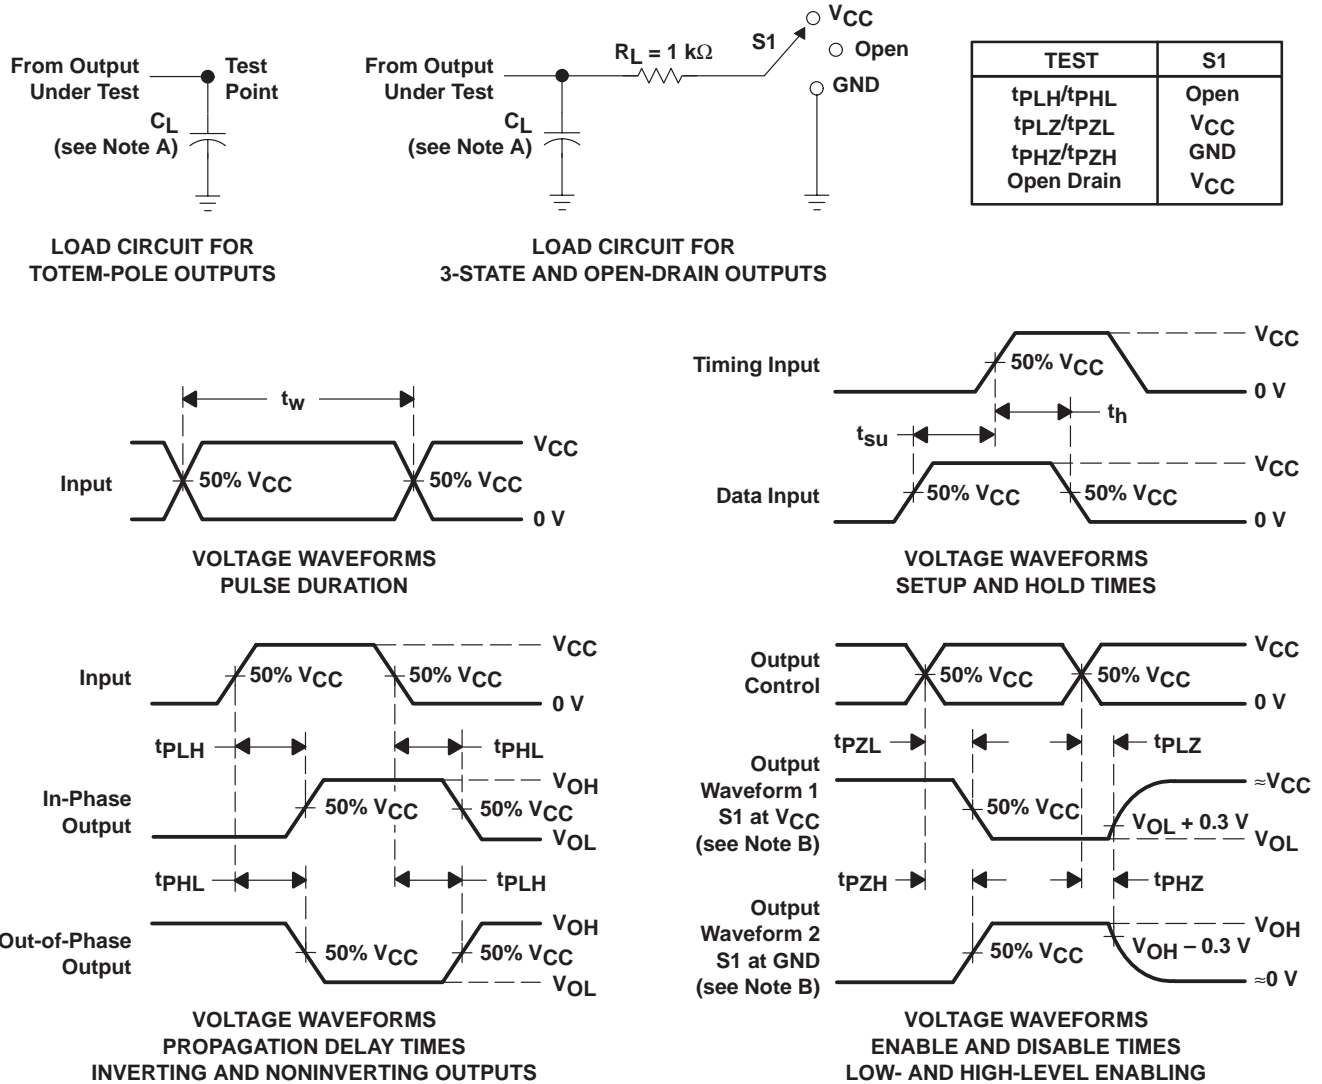 From Output
Under Test
Test
Point
CL
(see Note A)
LOAD CIRCUIT FOR
TOTEM-POLE OUTPUTS
From Output
Under Test
CL
(see Note A)
RL = 1 kΩ
S1
VCC
Open
GND
LOAD CIRCUIT FOR
3-STATE AND OPEN-DRAIN OUTPUTS
TEST S1
tPLH/tPHL Open
tPLZ/tPZL VCC
tPHZ/tPZH GND
Open Drain VCC
tw
Input
50% VCC
50% VCC
VCC
0 V
VOLTAGE WAVEFORMS
PULSE DURATION
Timing Input
50% VCC
VCC
0 V
tsu
th
Data Input
50% VCC
50% VCC
VCC
0 V
VOLTAGE WAVEFORMS
SETUP AND HOLD TIMES
Input
50% VCC
50% VCC
VCC
0 V
tPLH
tPHL
In-Phase
Output
50% VCC
50% VCC
VOH
VOL
tPHL
tPLH
Out-of-Phase
Output
50% VCC
50% VCC
VOH
VOL
VOLTAGE WAVEFORMS
PROPAGATION DELAY TIMES
INVERTING AND NONINVERTING OUTPUTS
Output
Control
50% VCC
50% VCC
VCC
0 V
tPZL
tPLZ
Output
Waveform 1
S1 at VCC
(see Note B)
50% VCC
VOL + 0.3 V
≈VCC
VOL
tPZH
tPHZ
Output
Waveform 2
S1 at GND
(see Note B)
50% VCC
VOH − 0.3 V
VOH
≈0 V
VOLTAGE WAVEFORMS
ENABLE AND DISABLE TIMES
LOW- AND HIGH-LEVEL ENABLING